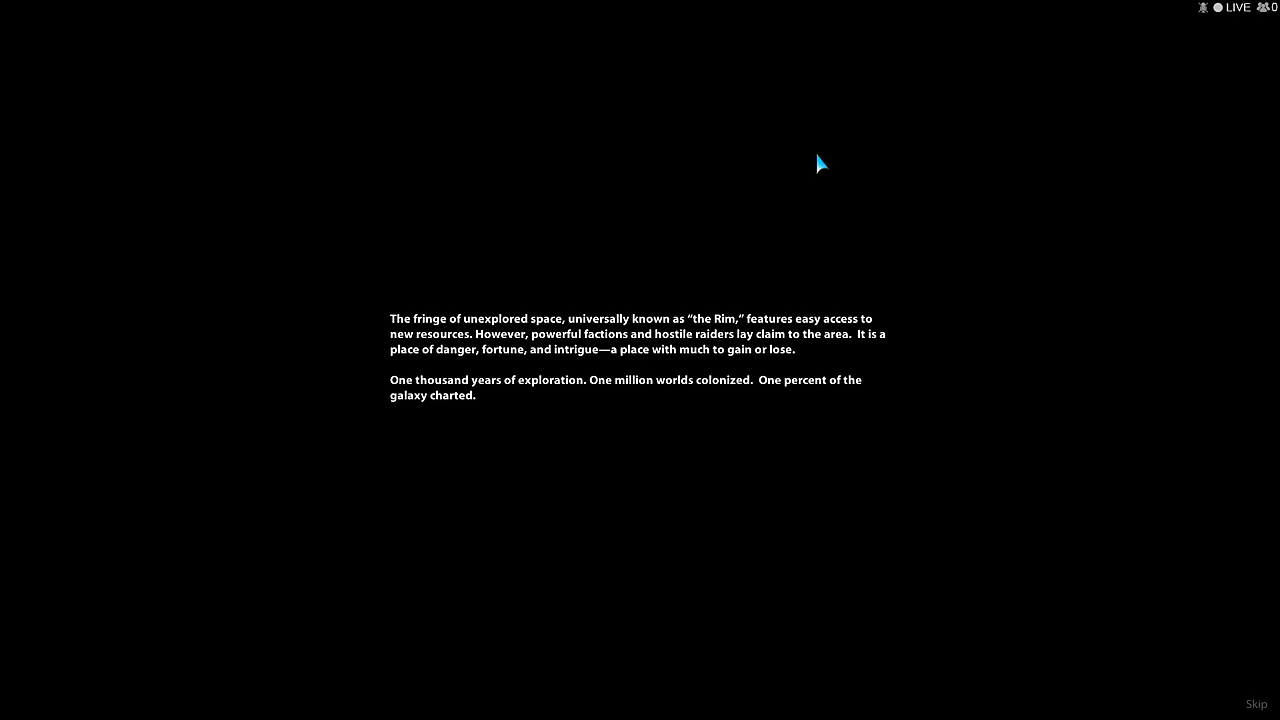 LIVE 0
The fringe of unexplored space, universally known as “the Rim,” features easy access to
new resources. However, powerful factions and hostile raiders lay claim to the area.  It is a
place of danger, fortune, and intrigue—a place with much to gain or lose.
One thousand years of exploration. One million worlds colonized.  One percent of the
galaxy charted.
Skip